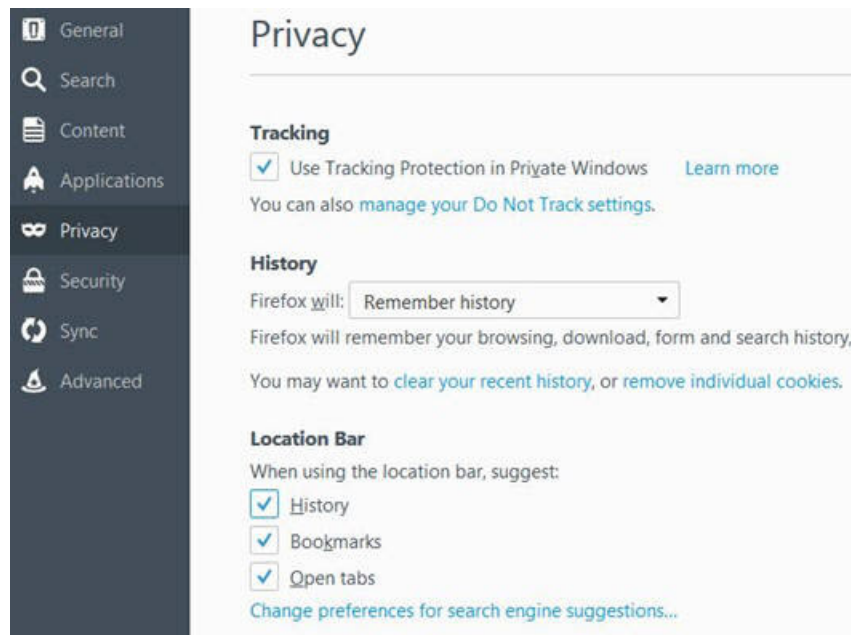 General
Search
Content
Applications
Privacy
Security
Sync
Advanced
Privacy
Tracking
Use Tracking Protection in Private Windows Learn more
You can also manage your Do Not Track settings.
History
Firefox will: Remember history
Firefox will remember your browsing, download, form and search history,
You may want to clear your recent history, or remove individual cookies.
Location Bar
When using the location bar, suggest:
History
Bookmarks
Open tabs
Change preferences for search engine suggestions...